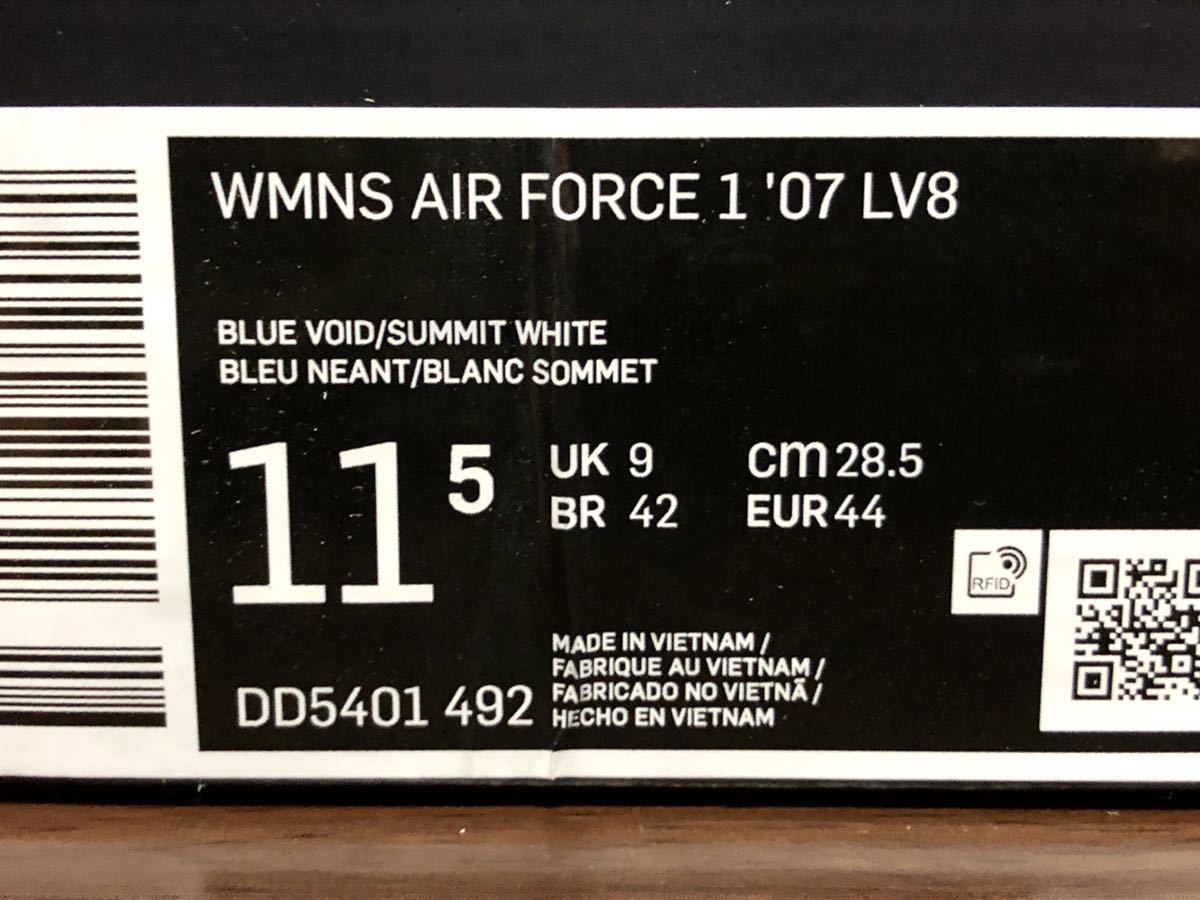 WMNS AIR FORCE 1 '07 LV8
BLUE VOID/SUMMIT WHITE
BLEU NEANT/BLANC SOMMET
11 5
UK 9 cm 28.5
BR 42 EUR 44
RFID
MADE IN VIETNAM /
FABRIQUE AU VIETNAM /
FABRICADO NO VIETNÃ /
HECHO EN VIETNAM
DD5401 492